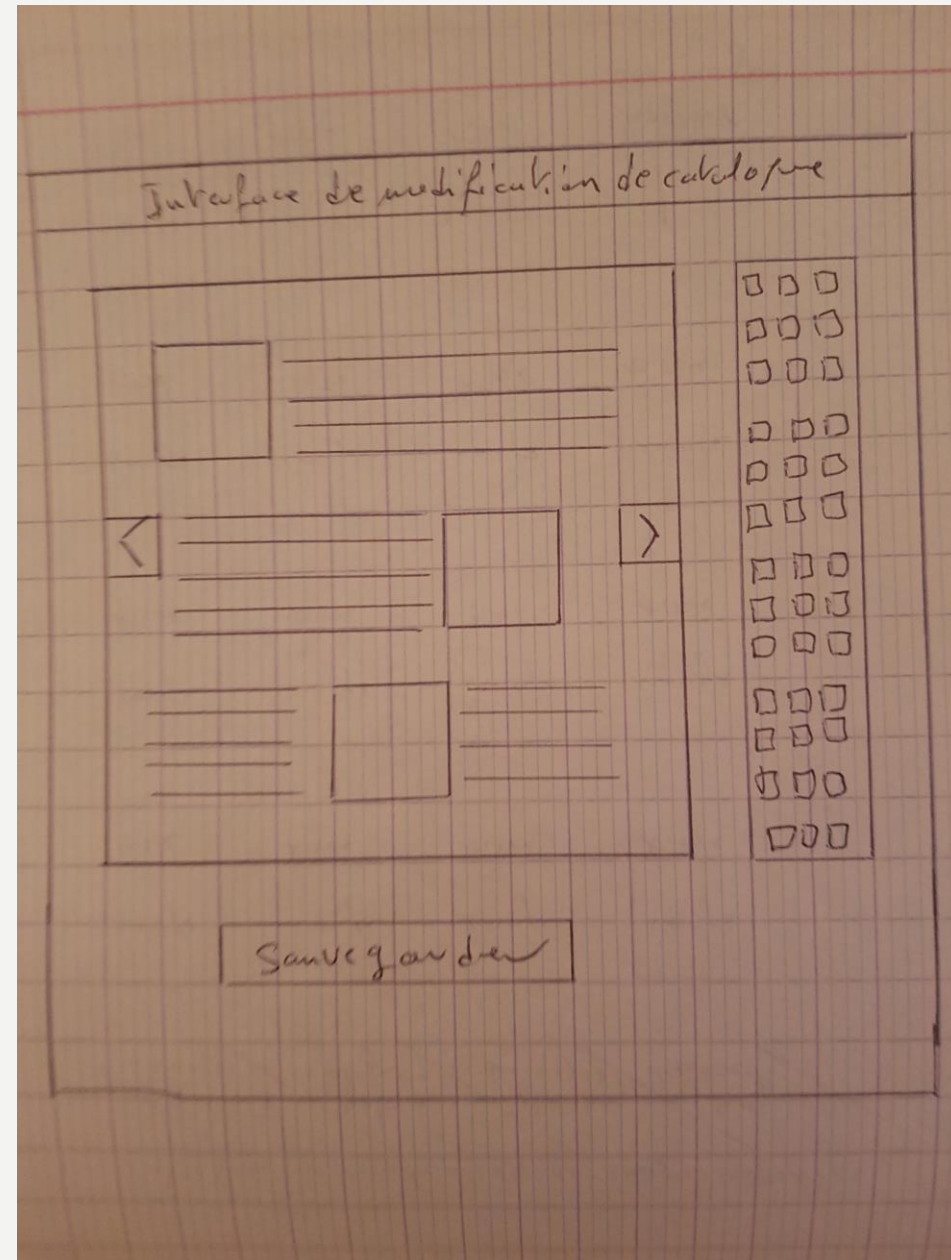 Interface de modification de catalogue
<
>
Sauvegarder